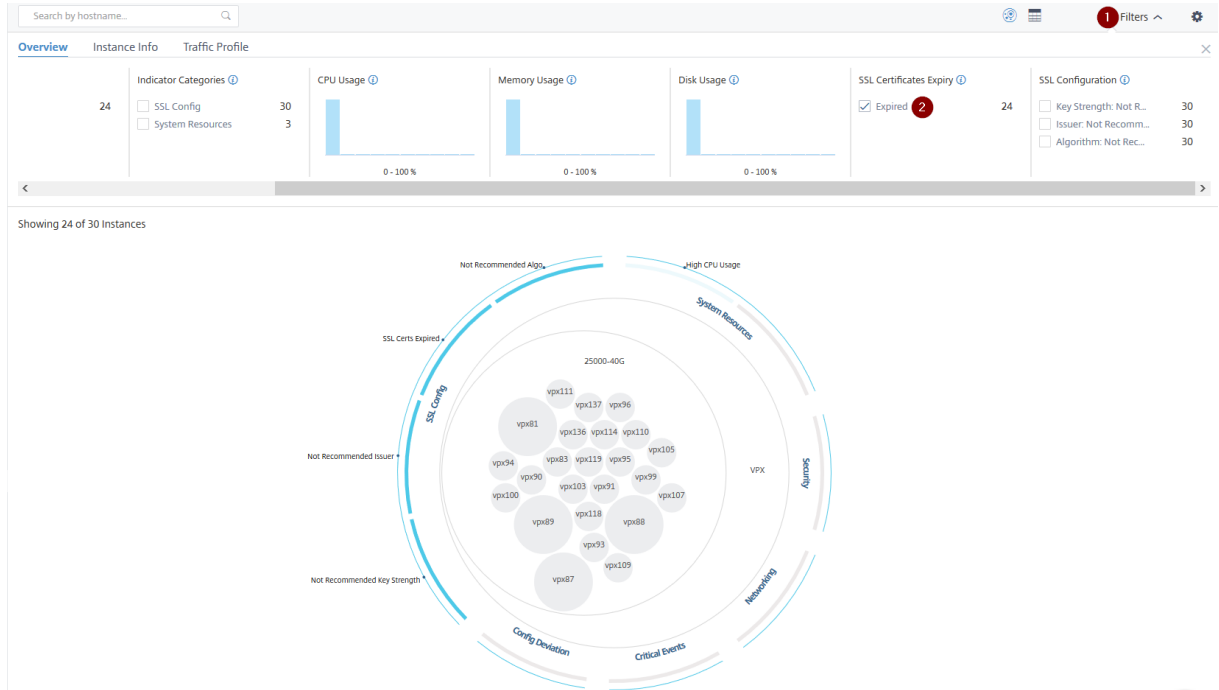 Search by hostname..
1
Filters
Overview
Instance Info
Traffic Profile
24
Indicator Categories
SSL Config 30
System Resources 3
CPU Usage
0 - 100 %
Memory Usage
0 - 100 %
Disk Usage
0 - 100 %
SSL Certificates Expiry
Expired 2 24
SSL Configuration
Key Strength: Not R... 30
Issuer: Not Recomm... 30
Algorithm: Not Rec... 30
Showing 24 of 30 Instances
Not Recommended Algo
High CPU Usage
System Resources
SSL Certs Expired
25000-40G
vpx111
vpx137 vpx96
SSL Config
vpx81
vpx136 vpx114 vpx110
vpx105
Not Recommended Issuer
vpx94
vpx83 vpx119 vpx95
VPX
Security
vpx90
vpx99
vpx100
vpx103 vpx91
vpx107
vpx89
vpx118
vpx88
vpx93
vpx109
Not Recommended Key Strength
vpx87
Networking
Config Deviation
Critical Events